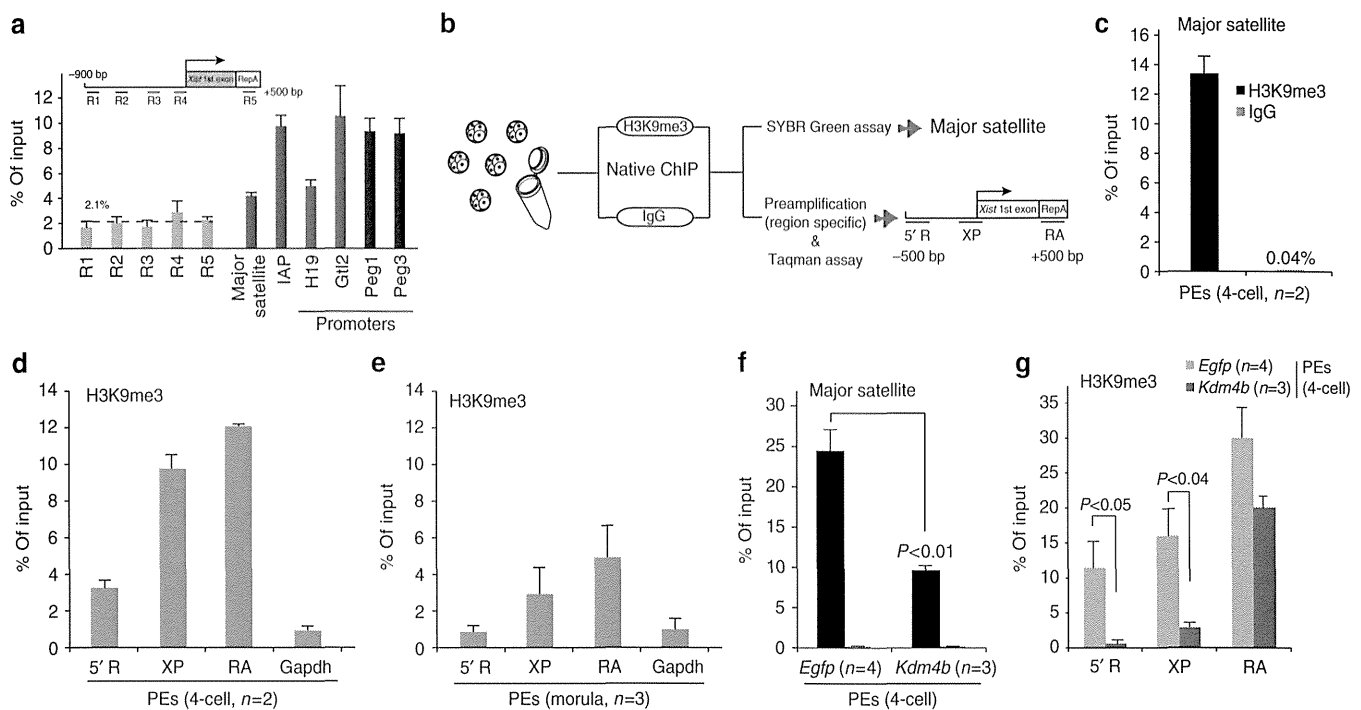 a
–900 bp
Xist 1st exon
RepA
R1
R2
R3
R4
R5
+500 bp
% Of input
12
10
8
6
4
2
0
2.1%
R1
R2
R3
R4
R5
Major satellite
IAP
H19
Gtl2
Peg1
Peg3
Promoters
b
H3K9me3
Native ChIP
IgG
SYBR Green assay
Major satellite
Preamplification
(region specific)
&
Taqman assay
Xist 1st exon
RepA
5′ R
XP
RA
–500 bp
+500 bp
c
Major satellite
% Of input
16
14
12
10
8
6
4
2
0
H3K9me3
IgG
0.04%
PEs (4-cell, n=2)
d
H3K9me3
% Of input
14
12
10
8
6
4
2
0
5′ R
XP
RA
Gapdh
PEs (4-cell, n=2)
e
H3K9me3
% Of input
14
12
10
8
6
4
2
0
5′ R
XP
RA
Gapdh
PEs (morula, n=3)
f
Major satellite
% Of input
30
25
20
15
10
5
0
P<0.01
Egfp (n=4)
Kdm4b (n=3)
PEs (4-cell)
g
H3K9me3
Egfp (n=4)
Kdm4b (n=3)
PEs
(4-cell)
% Of input
35
30
25
20
15
10
5
0
P<0.05
P<0.04
5′ R
XP
RA